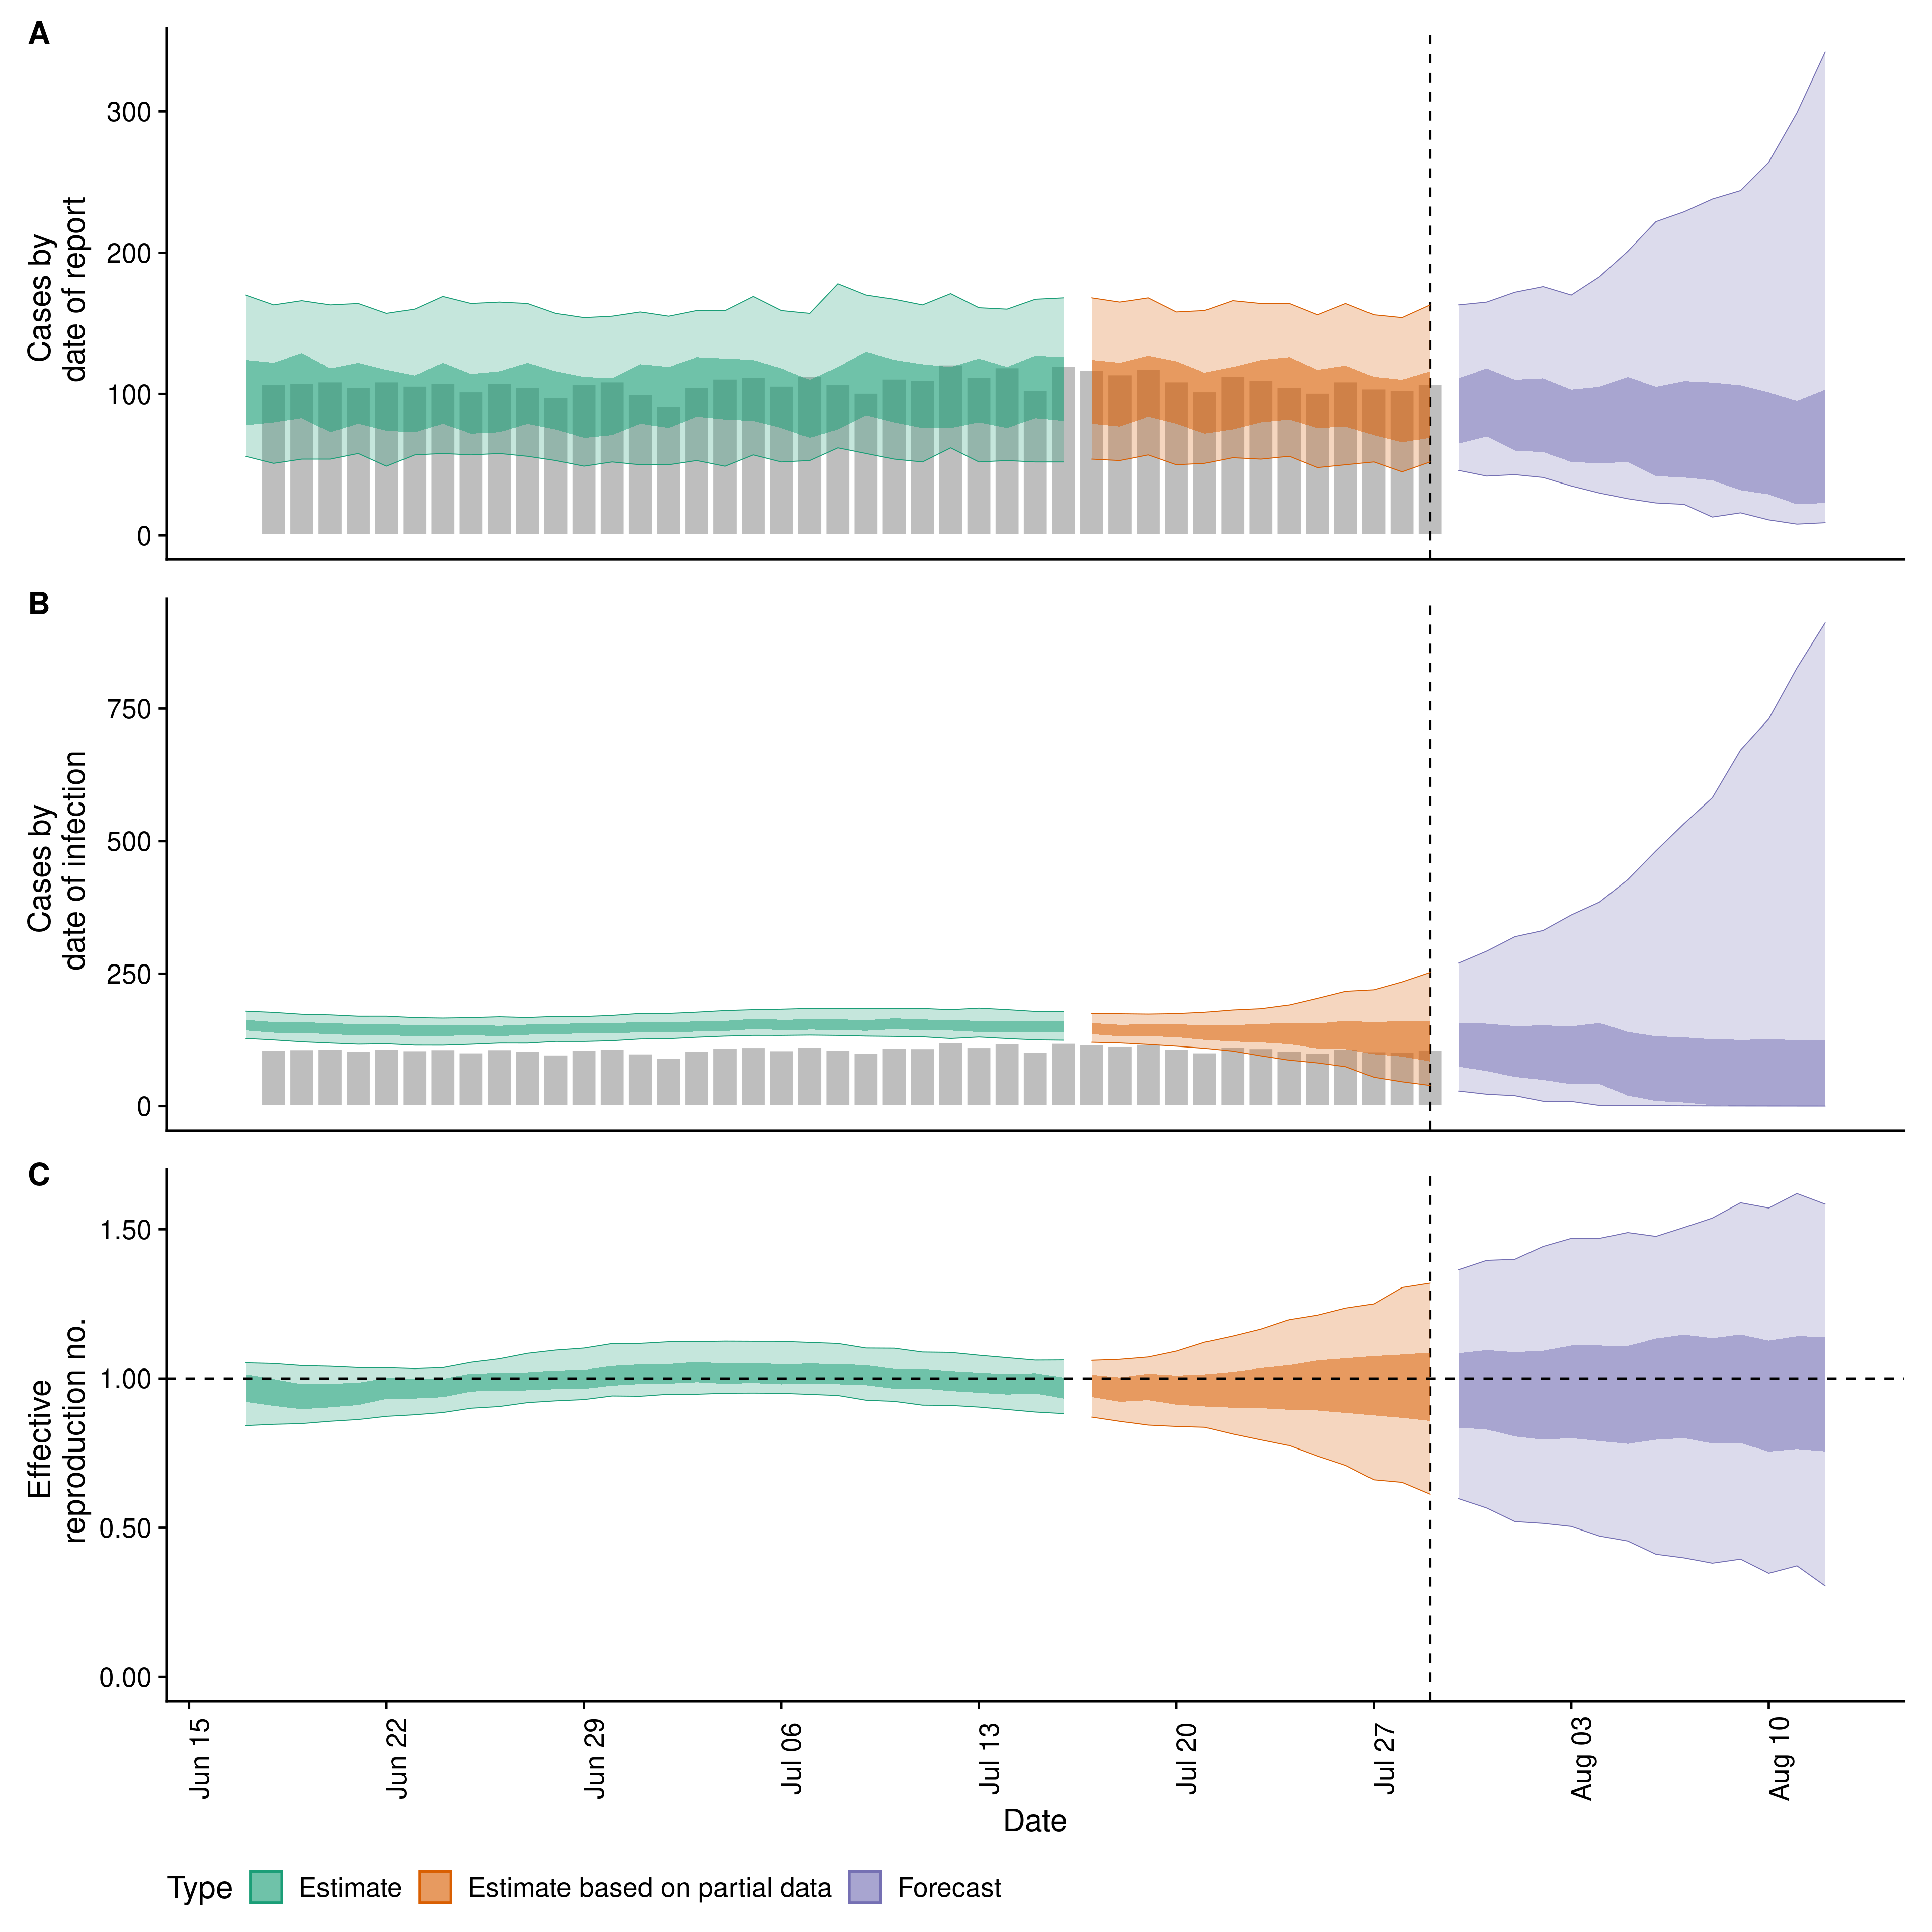 A
Cases by
date of report
300
200
100
0
B
Cases by
date of infection
750
500
250
0
C
Effective
reproduction no.
1.50
1.00
0.50
0.00
Jun 15
Jun 22
Jun 29
Jul 06
Jul 13
Jul 20
Jul 27
Aug 03
Aug 10
Date
Type Estimate Estimate based on partial data Forecast